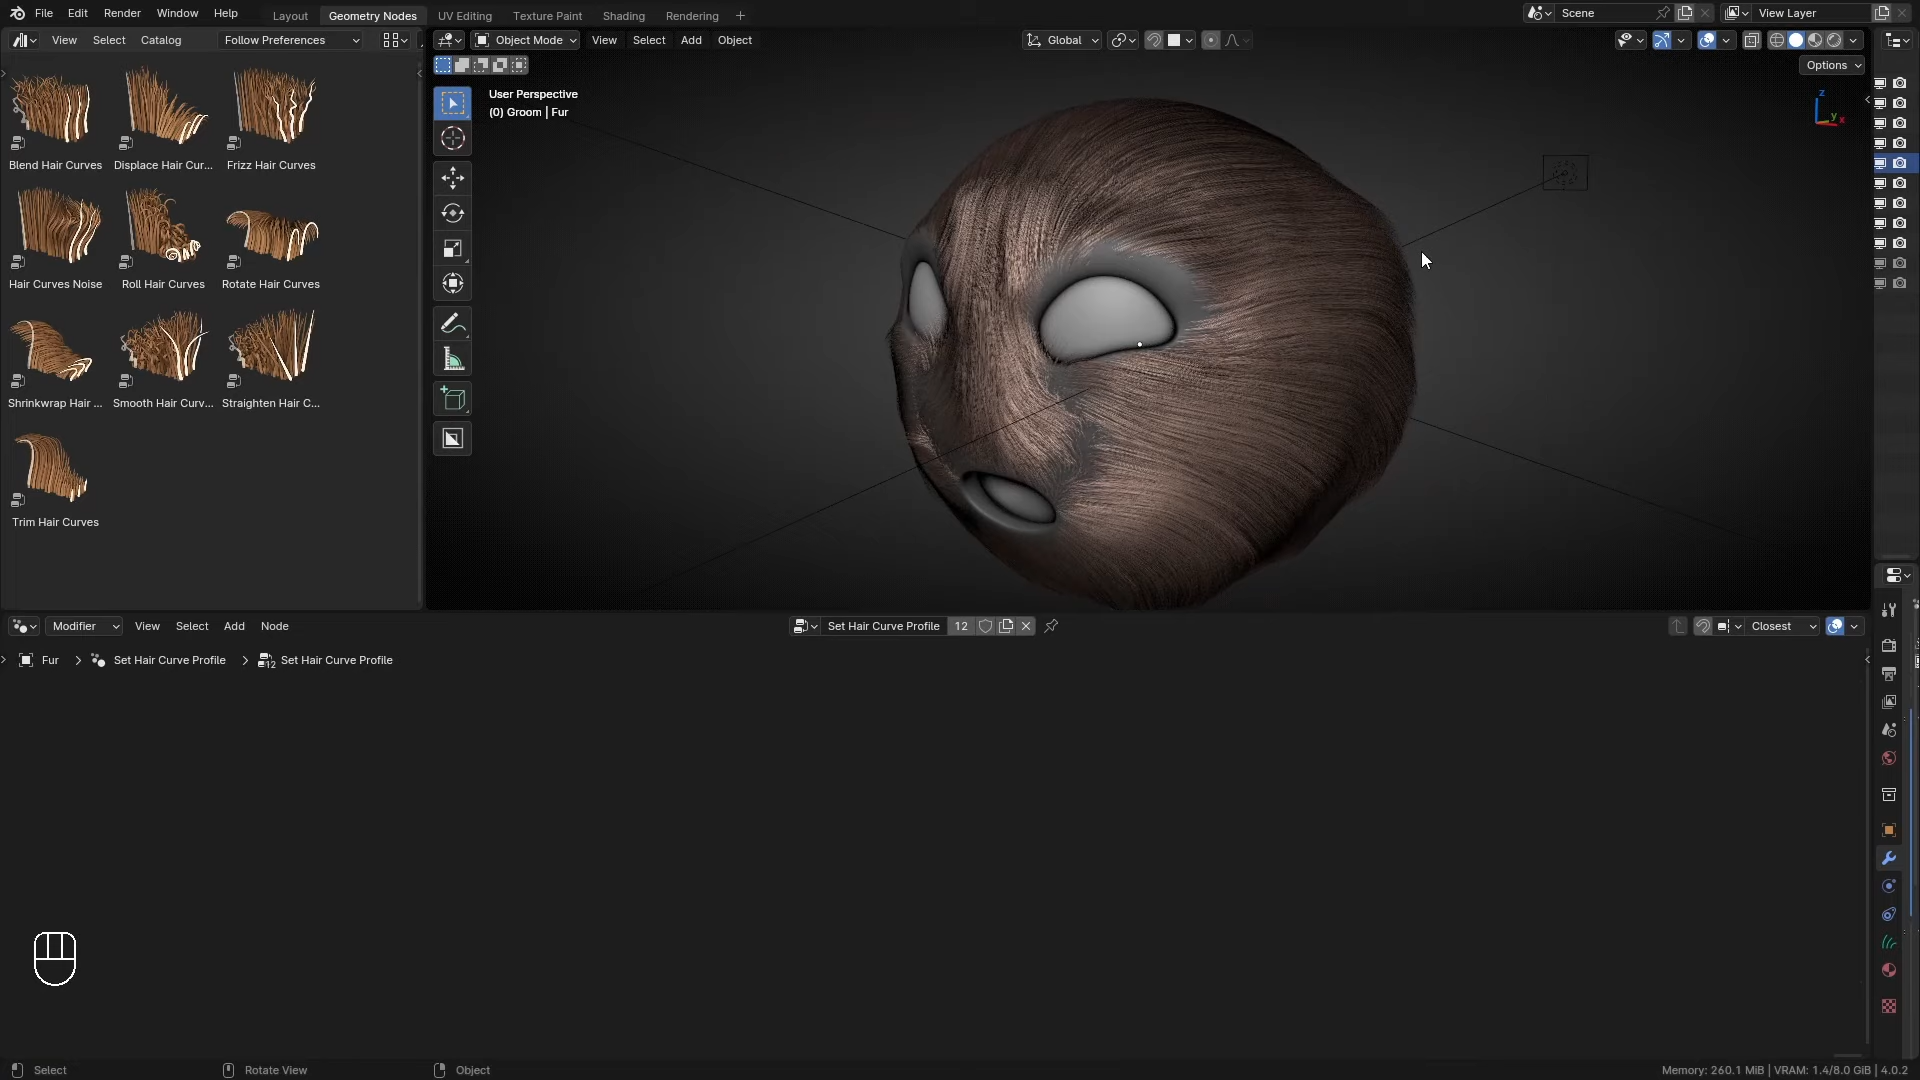 File Edit Render Window Help
Layout Geometry Nodes UV Editing Texture Paint Shading Rendering +
Scene View Layer
View Select Catalog Follow Preferences
Object Mode View Select Add Object
Global
Options
User Perspective
(0) Groom | Fur
Z
Y
X
Blend Hair Curves Displace Hair Cur... Frizz Hair Curves
Hair Curves Noise Roll Hair Curves Rotate Hair Curves
Shrinkwrap Hair ... Smooth Hair Curv... Straighten Hair C...
Trim Hair Curves
Modifier View Select Add Node
Set Hair Curve Profile 12
Closest
Fur > Set Hair Curve Profile > 12 Set Hair Curve Profile
Select Rotate View Object
Memory: 260.1 MiB | VRAM: 1.4/8.0 GiB | 4.0.2